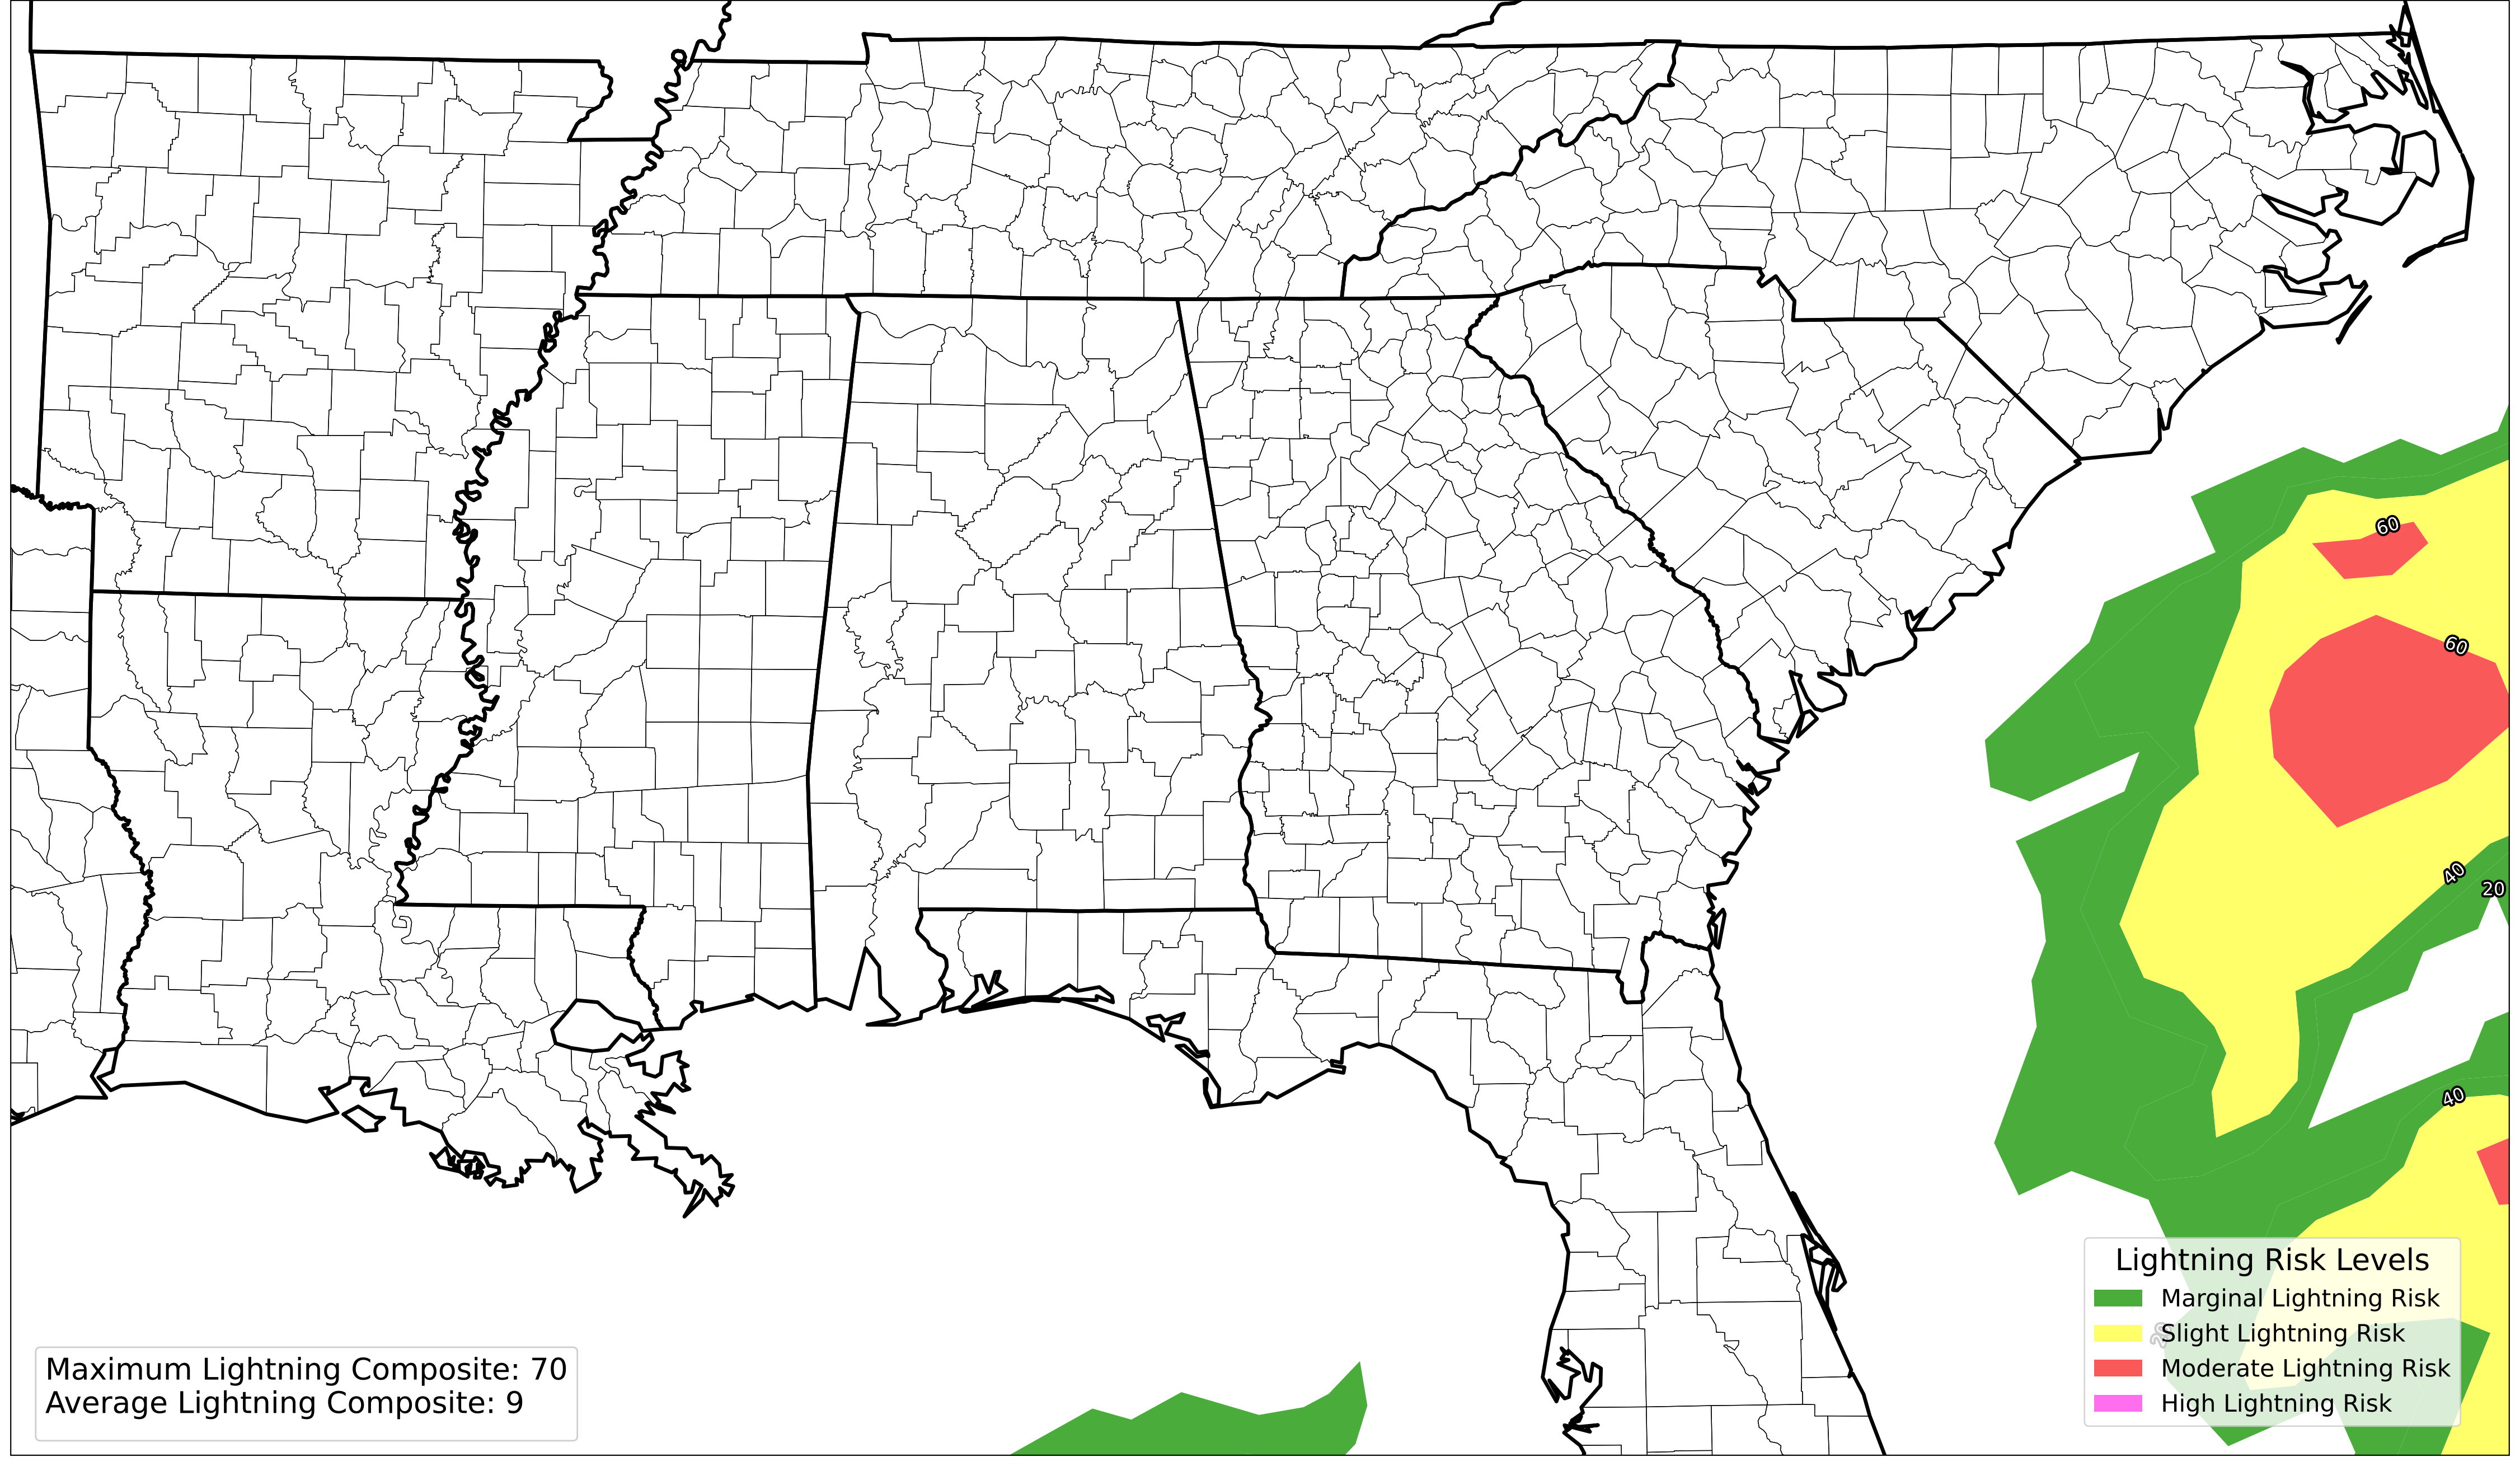 60
60
40
20
40
Lightning Risk Levels
Marginal Lightning Risk
20
Slight Lightning Risk
Moderate Lightning Risk
High Lightning Risk
Maximum Lightning Composite: 70
Average Lightning Composite: 9